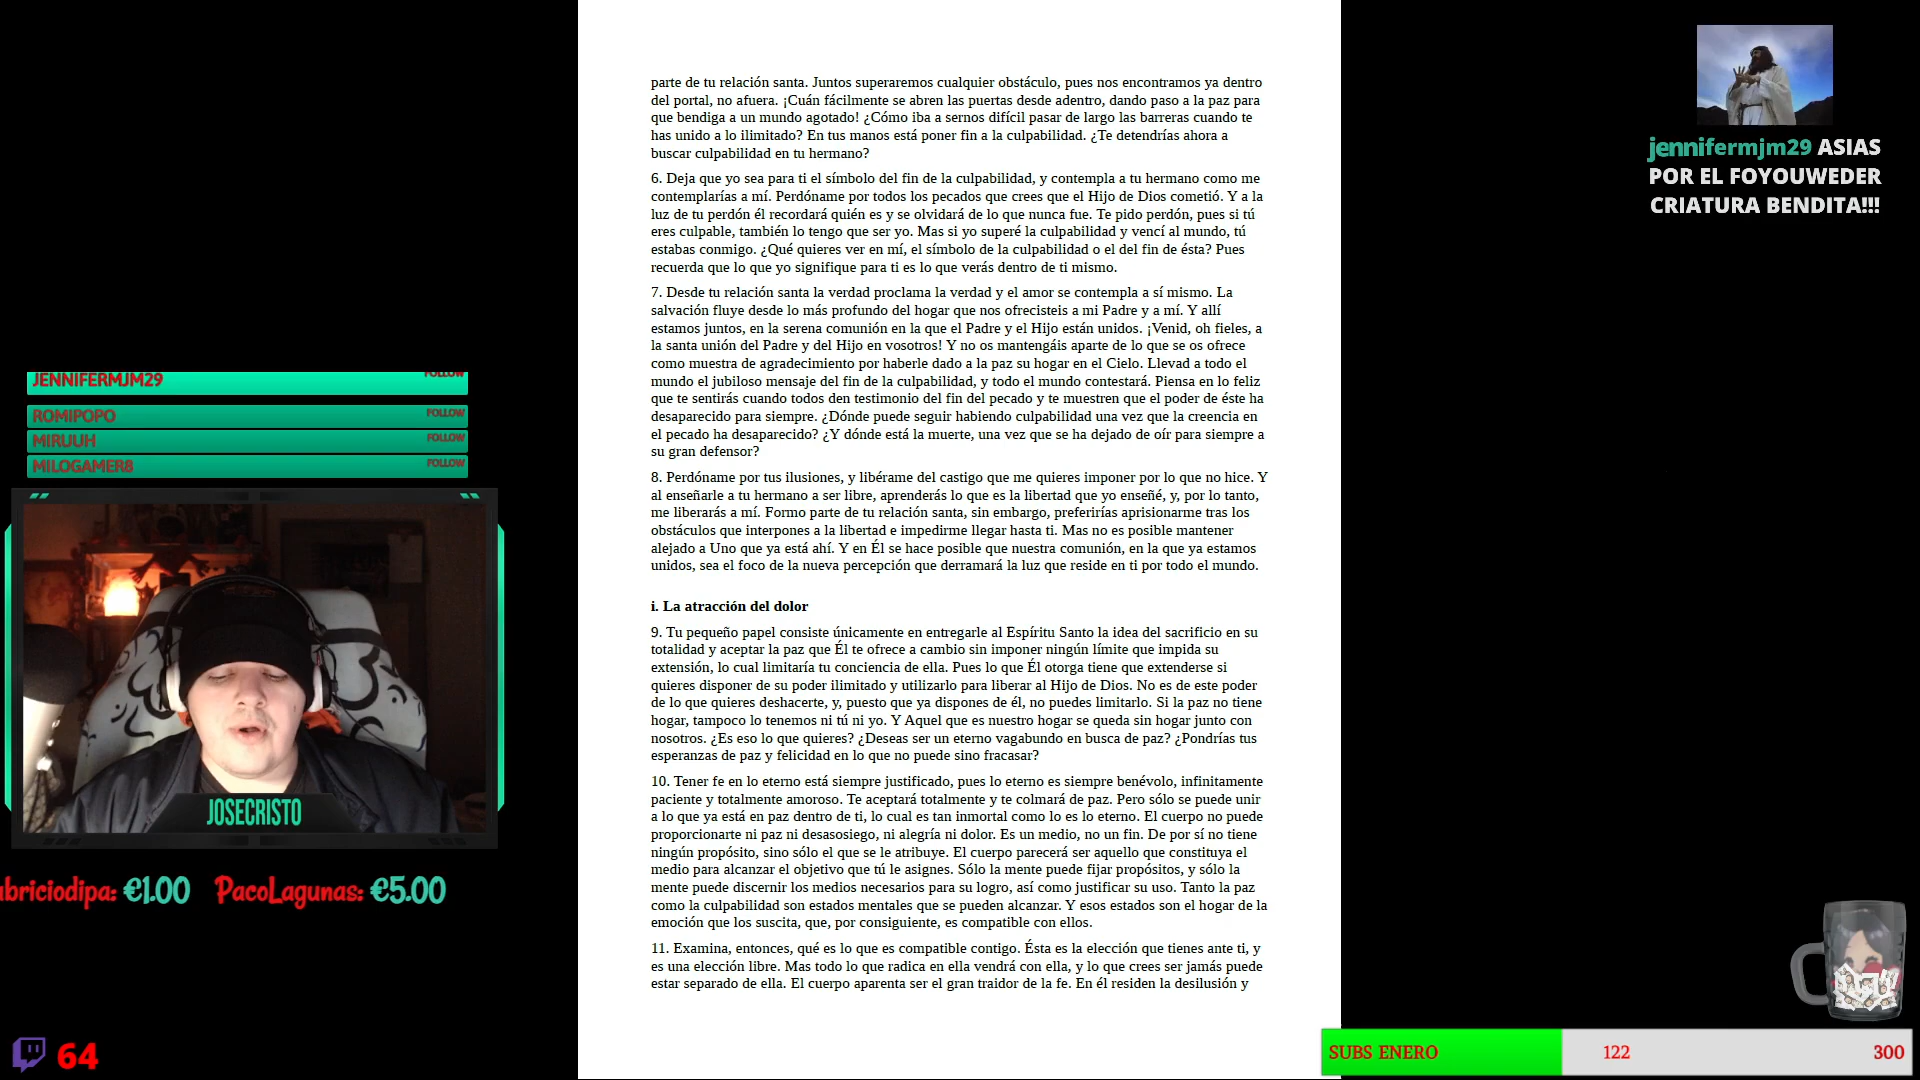 parte de tu relación santa. Juntos superaremos cualquier obstáculo, pues nos encontramos ya dentro
del portal, no afuera. ¡Cuán fácilmente se abren las puertas desde adentro, dando paso a la paz para
que bendiga a un mundo agotado! ¿Cómo iba a sernos difícil pasar de largo las barreras cuando te
has unido a lo ilimitado? En tus manos está poner fin a la culpabilidad. ¿Te detendrías ahora a
buscar culpabilidad en tu hermano?
6. Deja que yo sea para ti el símbolo del fin de la culpabilidad, y contempla a tu hermano como me
contemplarías a mí. Perdóname por todos los pecados que crees que el Hijo de Dios cometió. Y a la
luz de tu perdón él recordará quién es y se olvidará de lo que nunca fue. Te pido perdón, pues si tú
eres culpable, también lo tengo que ser yo. Mas si yo superé la culpabilidad y vencí al mundo, tú
estabas conmigo. ¿Qué quieres ver en mí, el símbolo de la culpabilidad o el del fin de ésta? Pues
recuerda que lo que yo signifique para ti es lo que verás dentro de ti mismo.
7. Desde tu relación santa la verdad proclama la verdad y el amor se contempla a sí mismo. La
salvación fluye desde lo más profundo del hogar que nos ofrecisteis a mi Padre y a mí. Y allí
estamos juntos, en la serena comunión en la que el Padre y el Hijo están unidos. ¡Venid, oh fieles, a
la santa unión del Padre y del Hijo en vosotros! Y no os mantengáis aparte de lo que se os ofrece
como muestra de agradecimiento por haberle dado a la paz su hogar en el Cielo. Llevad a todo el
mundo el jubiloso mensaje del fin de la culpabilidad, y todo el mundo contestará. Piensa en lo feliz
que te sentirás cuando todos den testimonio del fin del pecado y te muestren que el poder de éste ha
desaparecido para siempre. ¿Dónde puede seguir habiendo culpabilidad una vez que la creencia en
el pecado ha desaparecido? ¿Y dónde está la muerte, una vez que se ha dejado de oír para siempre a
su gran defensor?
8. Perdóname por tus ilusiones, y libérame del castigo que me quieres imponer por lo que no hice. Y
al enseñarle a tu hermano a ser libre, aprenderás lo que es la libertad que yo enseñé, y, por lo tanto,
me liberarás a mí. Formo parte de tu relación santa, sin embargo, preferirías aprisionarme tras los
obstáculos que interpones a la libertad e impedirme llegar hasta ti. Mas no es posible mantener
alejado a Uno que ya está ahí. Y en Él se hace posible que nuestra comunión, en la que ya estamos
unidos, sea el foco de la nueva percepción que derramará la luz que reside en ti por todo el mundo.
i. La atracción del dolor
9. Tu pequeño papel consiste únicamente en entregarle al Espíritu Santo la idea del sacrificio en su
totalidad y aceptar la paz que Él te ofrece a cambio sin imponer ningún límite que impida su
extensión, lo cual limitaría tu conciencia de ella. Pues lo que Él otorga tiene que extenderse si
quieres disponer de su poder ilimitado y utilizarlo para liberar al Hijo de Dios. No es de este poder
de lo que quieres deshacerte, y, puesto que ya dispones de él, no puedes limitarlo. Si la paz no tiene
hogar, tampoco lo tenemos ni tú ni yo. Y Aquel que es nuestro hogar se queda sin hogar junto con
nosotros. ¿Es eso lo que quieres? ¿Deseas ser un eterno vagabundo en busca de paz? ¿Pondrías tus
esperanzas de paz y felicidad en lo que no puede sino fracasar?
10. Tener fe en lo eterno está siempre justificado, pues lo eterno es siempre benévolo, infinitamente
paciente y totalmente amoroso. Te aceptará totalmente y te colmará de paz. Pero sólo se puede unir
a lo que ya está en paz dentro de ti, lo cual es tan inmortal como lo es lo eterno. El cuerpo no puede
proporcionarte ni paz ni desasosiego, ni alegría ni dolor. Es un medio, no un fin. De por sí no tiene
ningún propósito, sino sólo el que se le atribuye. El cuerpo parecerá ser aquello que constituya el
medio para alcanzar el objetivo que tú le asignes. Sólo la mente puede fijar propósitos, y sólo la
mente puede discernir los medios necesarios para su logro, así como justificar su uso. Tanto la paz
como la culpabilidad son estados mentales que se pueden alcanzar. Y esos estados son el hogar de la
emoción que los suscita, que, por consiguiente, es compatible con ellos.
11. Examina, entonces, qué es lo que es compatible contigo. Ésta es la elección que tienes ante ti, y
es una elección libre. Mas todo lo que radica en ella vendrá con ella, y lo que crees ser jamás puede
estar separado de ella. El cuerpo aparenta ser el gran traidor de la fe. En él residen la desilusión y
jennifermjm29 ASIAS
POR EL FOYOUWEDER
CRIATURA BENDITA!!!
JENNIFERMJM29 FOLLOW
ROMIPOPO FOLLOW
MIRUUH FOLLOW
MILOGAMER8 FOLLOW
JOSECRISTO
abriciodipa: €1.00 PacoLagunas: €5.00
64
SUBS ENERO 122 300